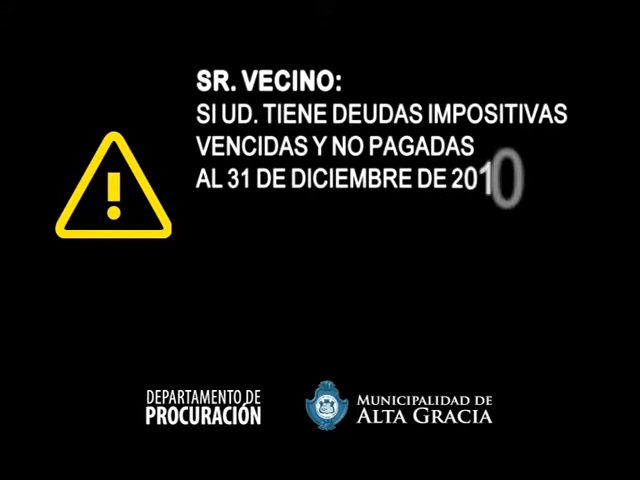 SR. VECINO:
SI UD. TIENE DEUDAS IMPOSITIVAS
VENCIDAS Y NO PAGADAS
AL 31 DE DICIEMBRE DE 2010
DEPARTAMENTO DE
PROCURACIÓN
MUNICIPALIDAD DE
ALTA GRACIA